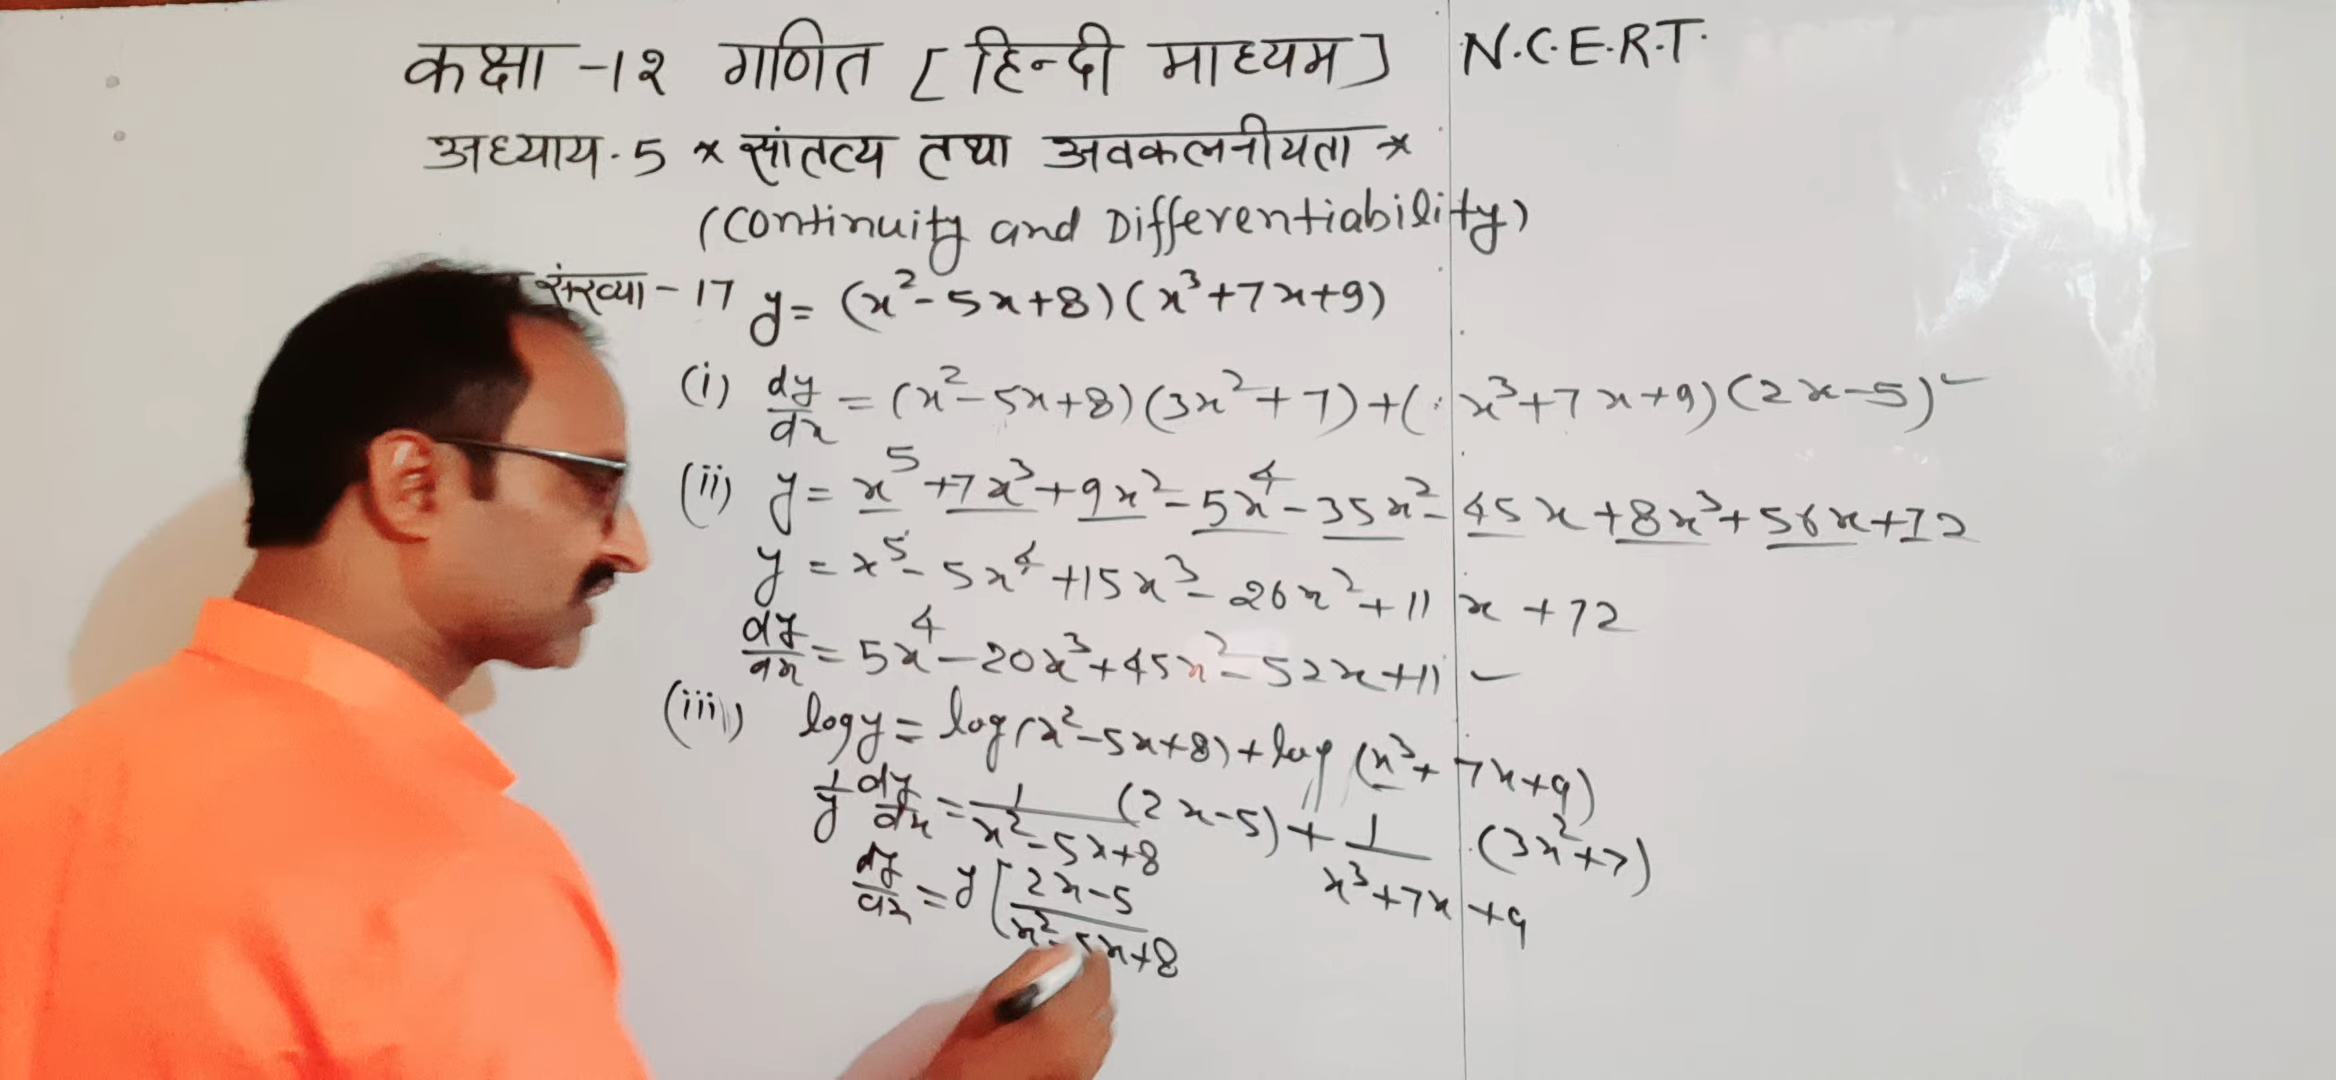 कक्षा -१२ गणित [हिन्दी माध्यम] N.C.E.R.T.
अध्याय.5 * सांतत्य तथा अवकलनीयता *
(Continuity and Differentiability)
संख्या-17 y = (x²-5x+8)(x³+7x+9)
(i) dy/dx = (x²-5x+8)(3x²+7)+(x³+7x+9)(2x-5)
(ii) y = x⁵+7x³+9x²-5x⁴-35x²-45x+8x³+56x+72
y = x⁵-5x⁴+15x³-26x²+11x+72
dy/dx = 5x⁴-20x³+45x²-52x+11
(iii) logy = log(x²-5x+8)+log(x³+7x+9)
1/y dy/dx = 1/(x²-5x+8) (2x-5)+1/(x³+7x+9) .(3x²+7)
dy/dx = y[(2x-5)/(x²-5x+8)